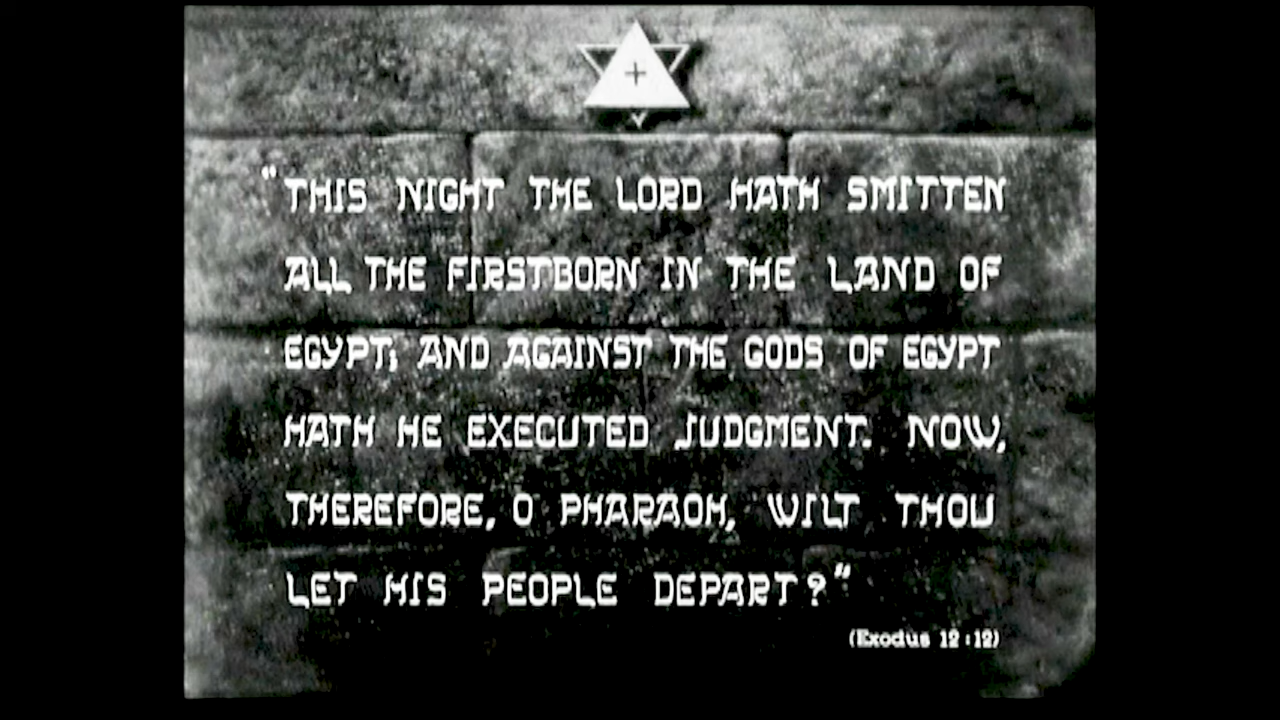 "THIS NIGHT THE LORD HATH SMITTEN
ALL THE FIRSTBORN IN THE LAND OF
EGYPT; AND AGAINST THE GODS OF EGYPT
HATH HE EXECUTED JUDGMENT. NOW,
THEREFORE, O PHARAOH, WILT THOU
LET HIS PEOPLE DEPART?"
(Exodus 12:12)